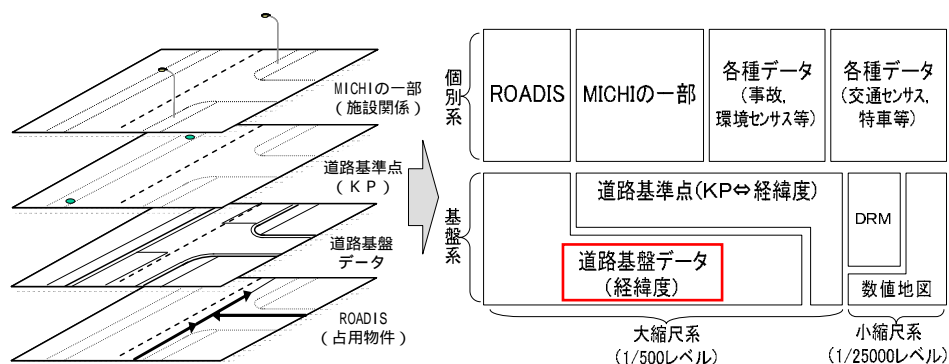 MICHIの一部
(施設関係)
道路基準点
(KP)
道路基盤
データ
ROADIS
(占用物件)
個別系
ROADIS
MICHIの一部
各種データ
(事故,
環境センサス等)
各種データ
(交通センサス,
特車等)
基盤系
道路基準点(KP⇔経緯度)
道路基盤データ
(経緯度)
DRM
数値地図
大縮尺系
(1/500レベル)
小縮尺系
(1/25000レベル)